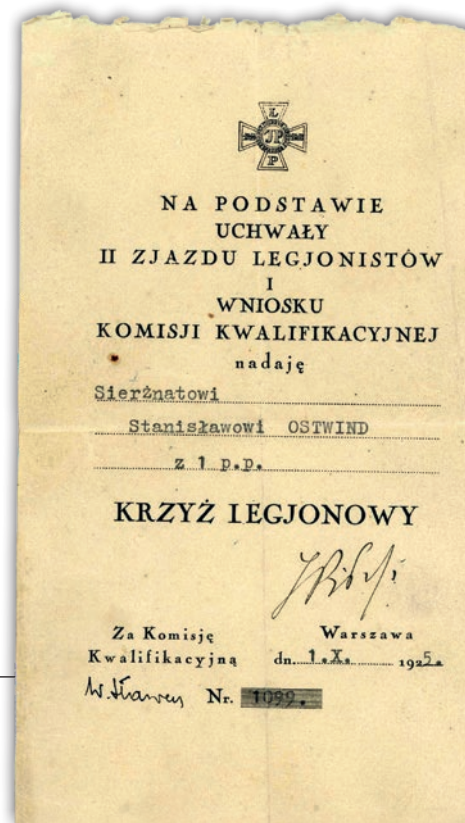 L
JP
P
NA PODSTAWIE
UCHWAŁY
II ZJAZDU LEGJONISTÓW
I
WNIOSKU
KOMISJI KWALIFIKACYJNEJ
nadaję
Sierżnatowi
Stanisławowi OSTWIND
z 1 p.p.
KRZYŻ LEGJONOWY
Za Komisję
Kwalifikacyjną
Warszawa
dn. 1.X. 1925.
Nr. 1099.